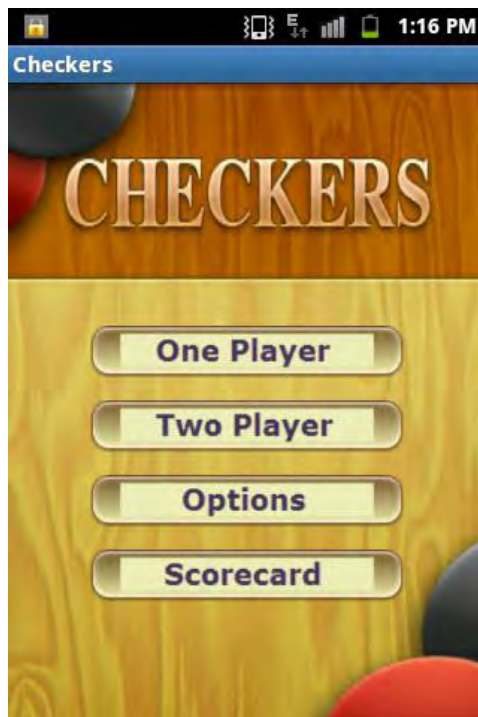 E 1:16 PM
Checkers
CHECKERS
One Player
Two Player
Options
Scorecard